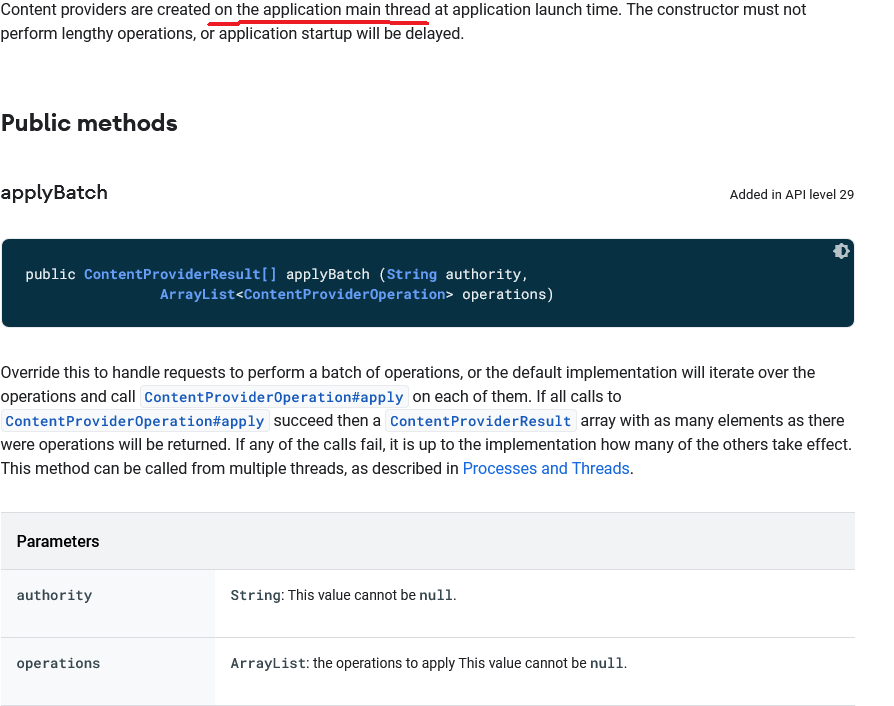 Content providers are created on the application main thread at application launch time. The constructor must not
perform lengthy operations, or application startup will be delayed.
Public methods
applyBatch
Added in API level 29
public ContentProviderResult[] applyBatch (String authority,
ArrayList<ContentProviderOperation> operations)
Override this to handle requests to perform a batch of operations, or the default implementation will iterate over the
operations and call ContentProviderOperation#apply on each of them. If all calls to
ContentProviderOperation#apply succeed then a ContentProviderResult array with as many elements as there
were operations will be returned. If any of the calls fail, it is up to the implementation how many of the others take effect.
This method can be called from multiple threads, as described in Processes and Threads.
Parameters
authority
String: This value cannot be null.
operations
ArrayList: the operations to apply This value cannot be null.